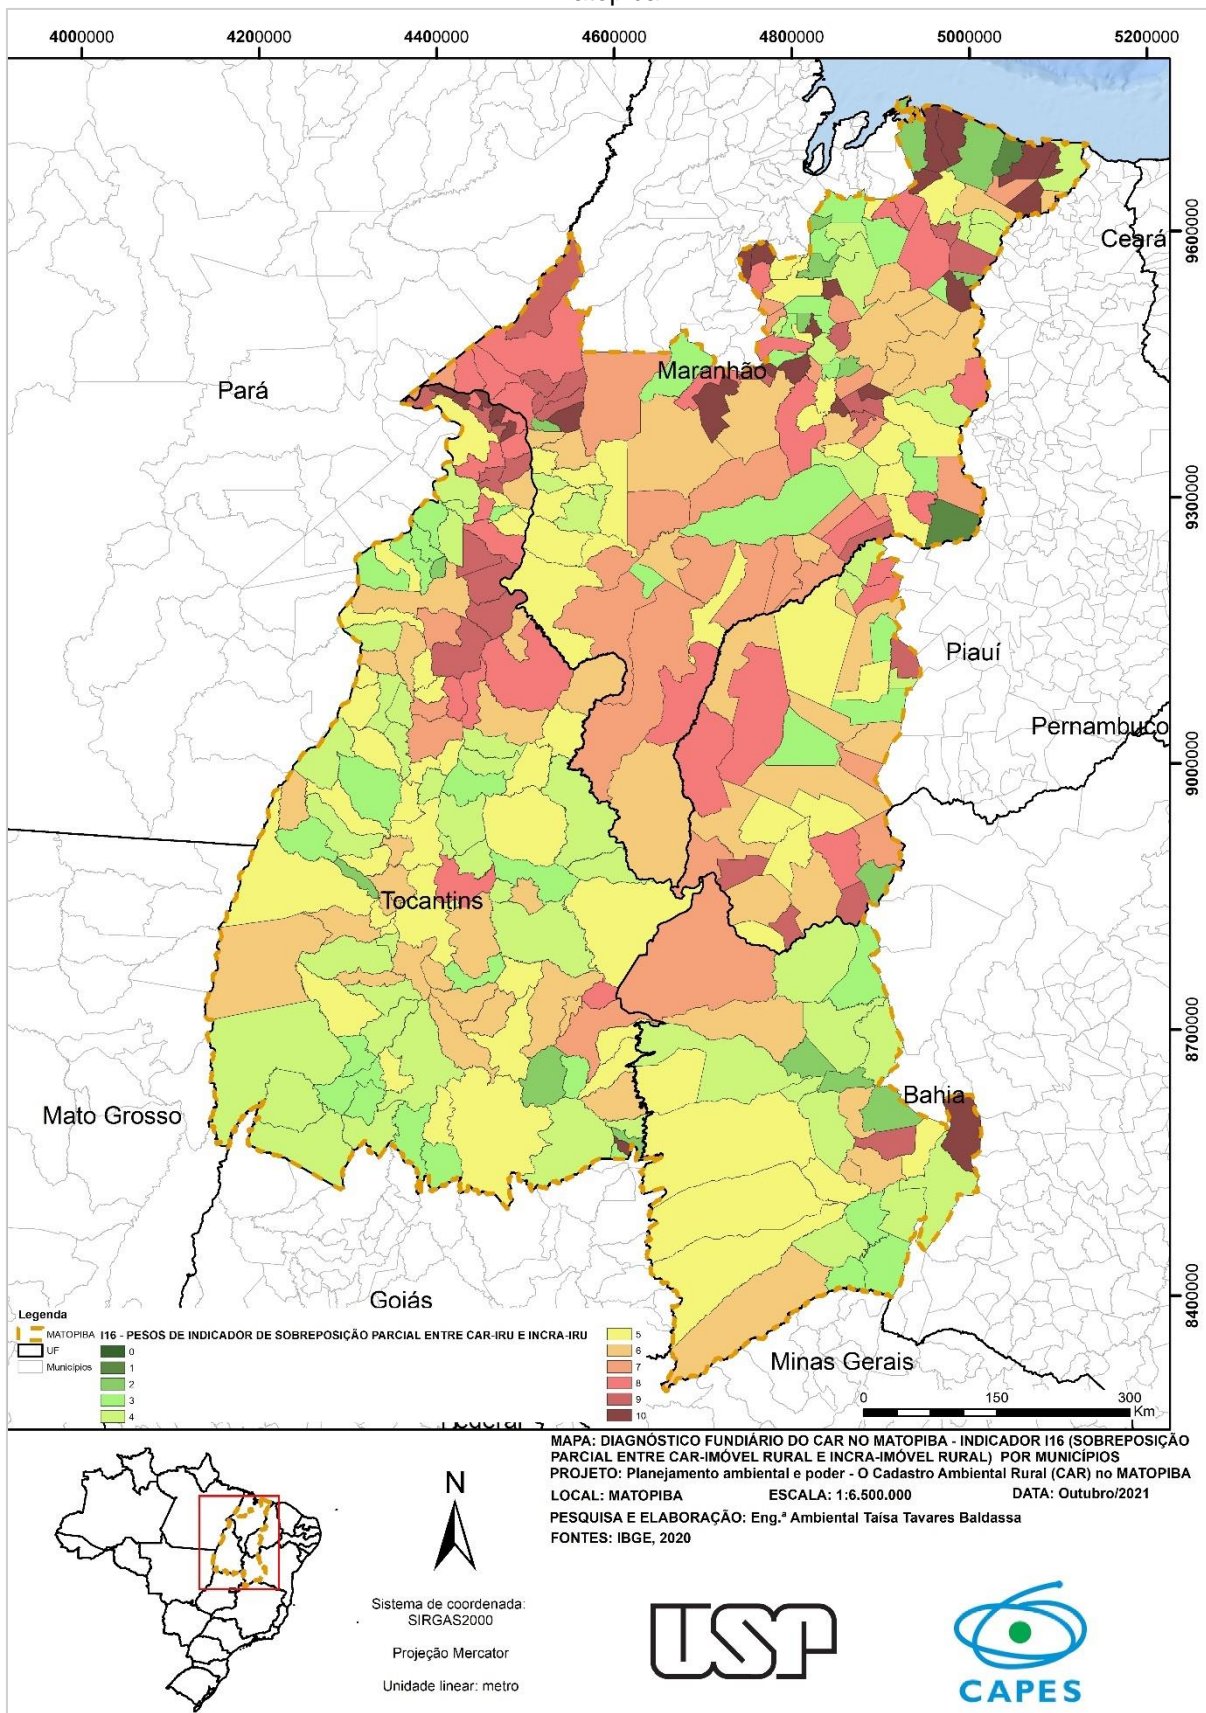 4000000 4200000 4400000 4600000 4800000 5000000 5200000
9600000
Ceará
Maranhão
Pará
9300000
Piauí
Pernambuco
9000000
Tocantins
8700000
Bahia
Mato Grosso
8400000
Goiás
Minas Gerais
Legenda
MATOPIBA
UF
Municípios
I16 - PESOS DE INDICADOR DE SOBREPOSIÇÃO PARCIAL ENTRE CAR-IRU E INCRA-IRU
0
1
2
3
4
5
6
7
8
9
10
0 150 300
Km
MAPA: DIAGNÓSTICO FUNDIÁRIO DO CAR NO MATOPIBA - INDICADOR I16 (SOBREPOSIÇÃO
PARCIAL ENTRE CAR-IMÓVEL RURAL E INCRA-IMÓVEL RURAL) POR MUNICÍPIOS
PROJETO: Planejamento ambiental e poder - O Cadastro Ambiental Rural (CAR) no MATOPIBA
LOCAL: MATOPIBA ESCALA: 1:6.500.000 DATA: Outubro/2021
PESQUISA E ELABORAÇÃO: Eng.ª Ambiental Taísa Tavares Baldassa
FONTES: IBGE, 2020
N
Sistema de coordenada:
SIRGAS2000
Projeção Mercator
Unidade linear: metro
USP
CAPES